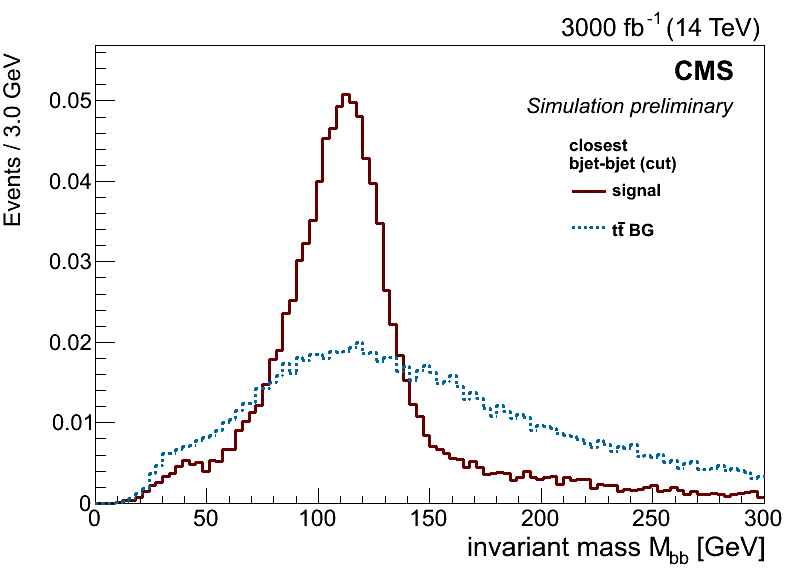 3000 fb⁻¹ (14 TeV)
CMS
Simulation preliminary
closest
bjet-bjet (cut)
signal
tt̄ BG
Events / 3.0 GeV
0.05
0.04
0.03
0.02
0.01
0
0 50 100 150 200 250 300
invariant mass M_bb [GeV]